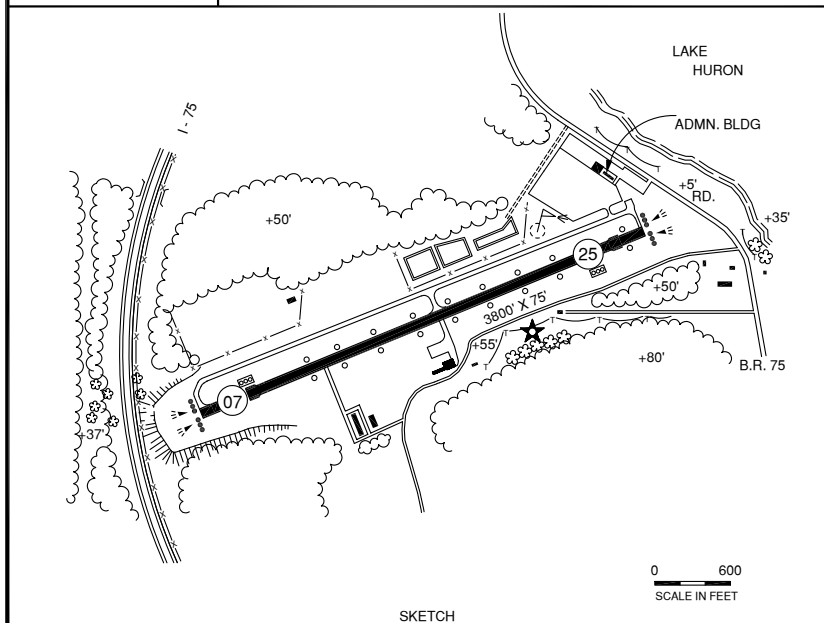 LAKE
HURON
I - 75
ADMN. BLDG
+5'
RD.
+50'
+35'
25
+50'
3800' X 75'
+55'
+80'
B.R. 75
07
+37'
0 600
SCALE IN FEET
SKETCH